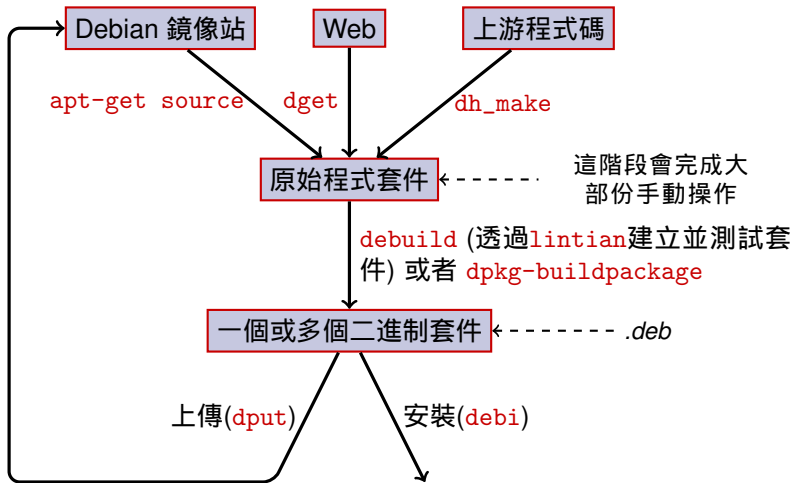 Debian 鏡像站
Web
上游程式碼
apt-get source
dget
dh_make
原始程式套件
這階段會完成大
部份手動操作
debuild (透過lintian建立並測試套
件) 或者 dpkg-buildpackage
一個或多個二進制套件
.deb
上傳(dput)
安裝(debi)